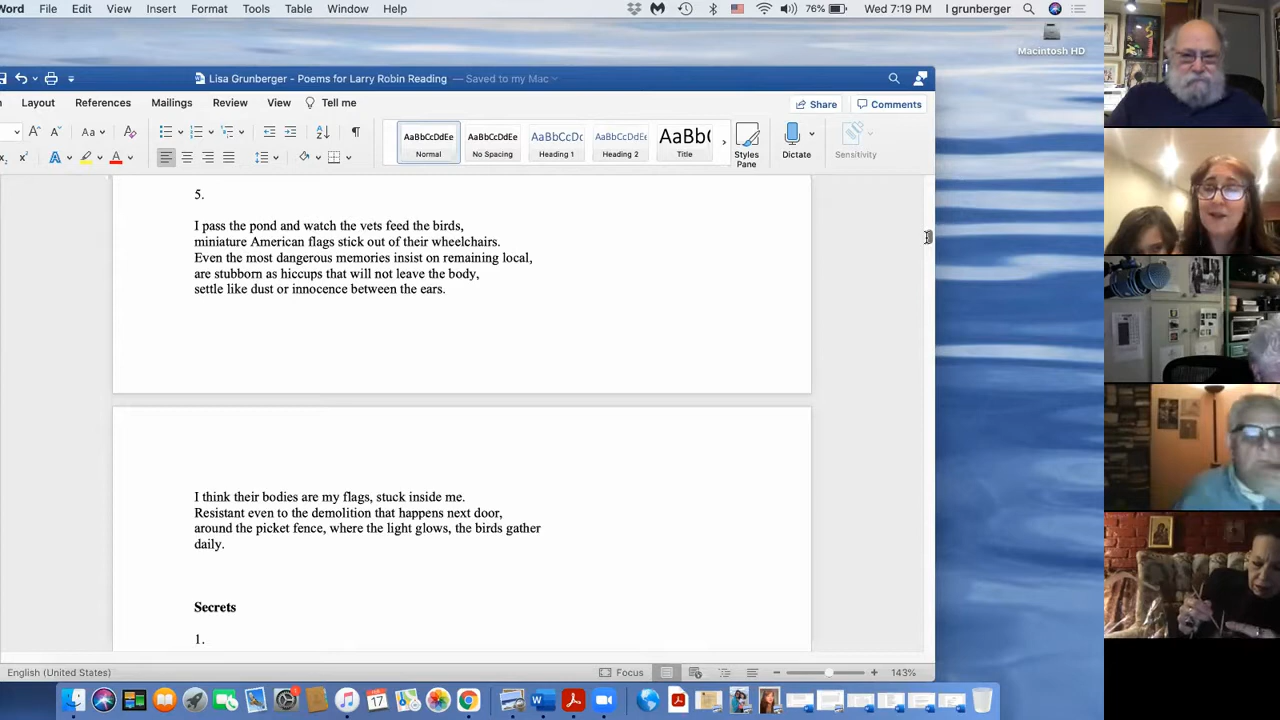 Word File Edit View Insert Format Tools Table Window Help 76% Wed 7:19 PM l grunberger
Macintosh HD
Lisa Grunberger - Poems for Larry Robin Reading — Saved to my Mac
Layout References Mailings Review View Tell me Share Comments
AaBbCcDdEe AaBbCcDdEe AaBbCcDc AaBbCcDdEe AaBb(
Normal No Spacing Heading 1 Heading 2 Title Styles Pane Dictate Sensitivity
5.
I pass the pond and watch the vets feed the birds,
miniature American flags stick out of their wheelchairs.
Even the most dangerous memories insist on remaining local,
are stubborn as hiccups that will not leave the body,
settle like dust or innocence between the ears.
I think their bodies are my flags, stuck inside me.
Resistant even to the demolition that happens next door,
around the picket fence, where the light glows, the birds gather
daily.
Secrets
1.
English (United States) Focus 143%
17